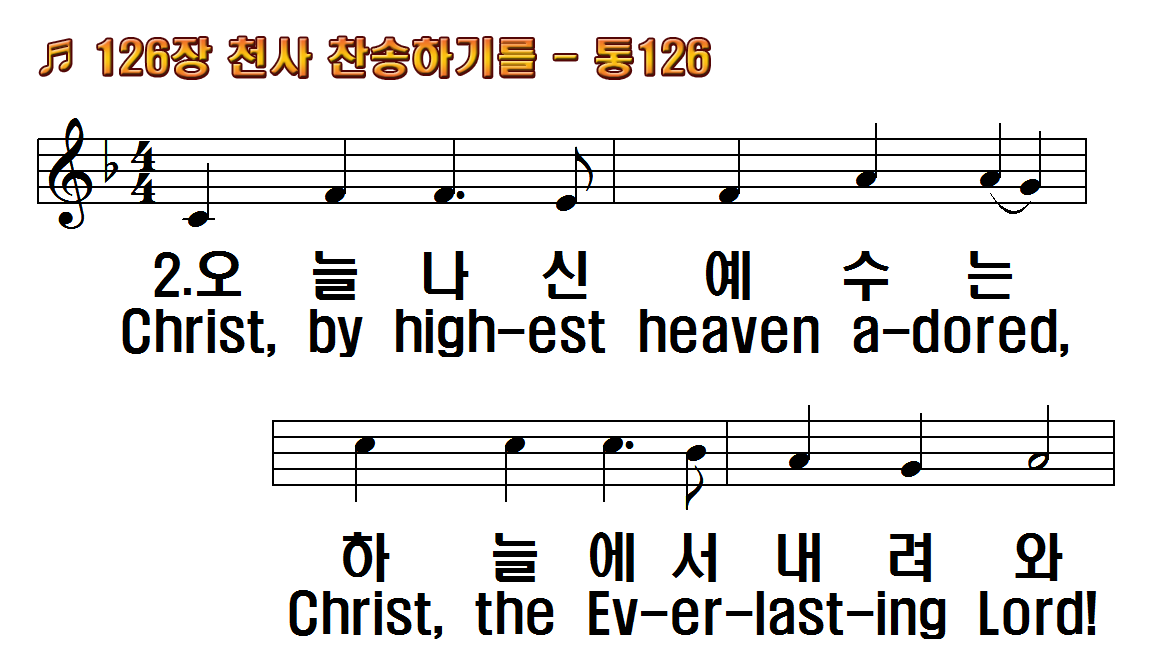 ♬ 126장 천사 찬송하기를 - 통126
4
4
2.오 늘 나 신 예 수 는
Christ, by high-est heaven a-dored,
하 늘 에 서 내 려 와
Christ, the Ev-er-last-ing Lord!